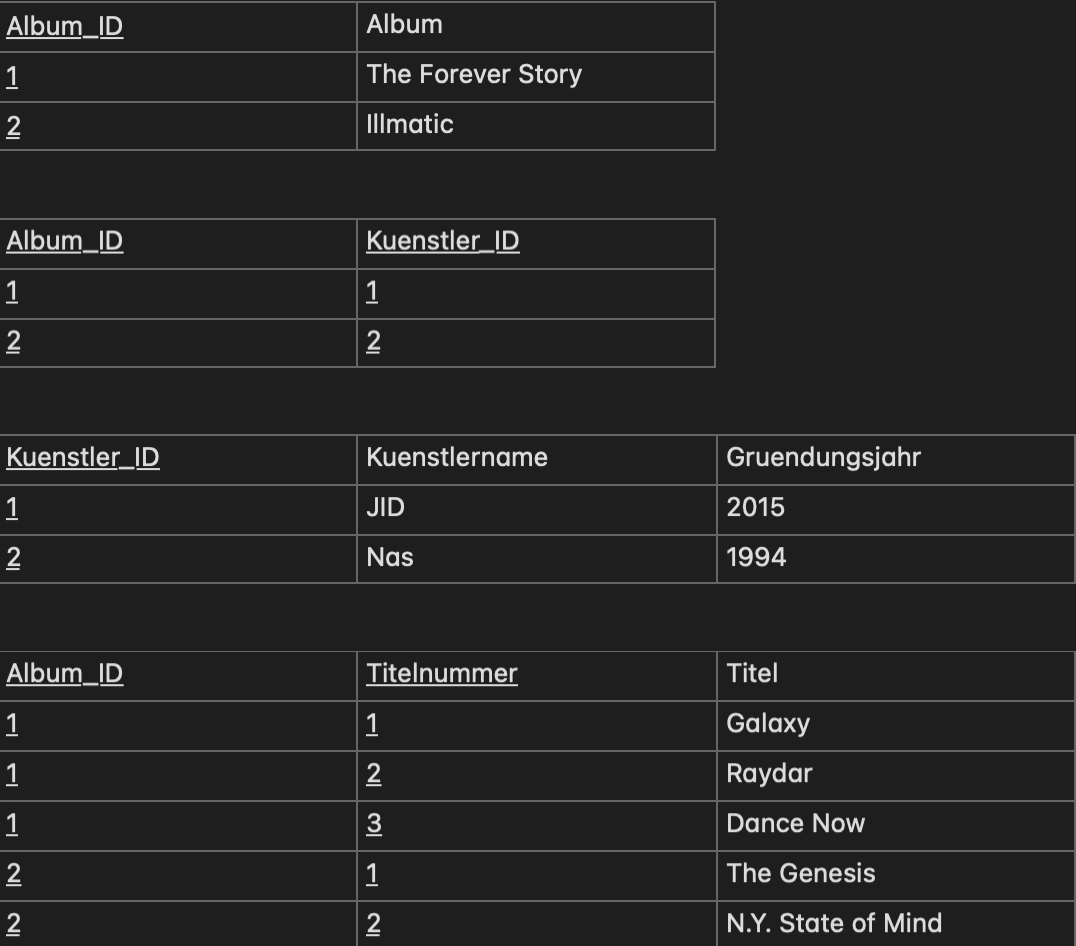 Album_ID Album
1 The Forever Story
2 Illmatic
Album_ID Kuenstler_ID
1 1
2 2
Kuenstler_ID Kuenstlername Gruendungsjahr
1 JID 2015
2 Nas 1994
Album_ID Titelnummer Titel
1 1 Galaxy
1 2 Raydar
1 3 Dance Now
2 1 The Genesis
2 2 N.Y. State of Mind